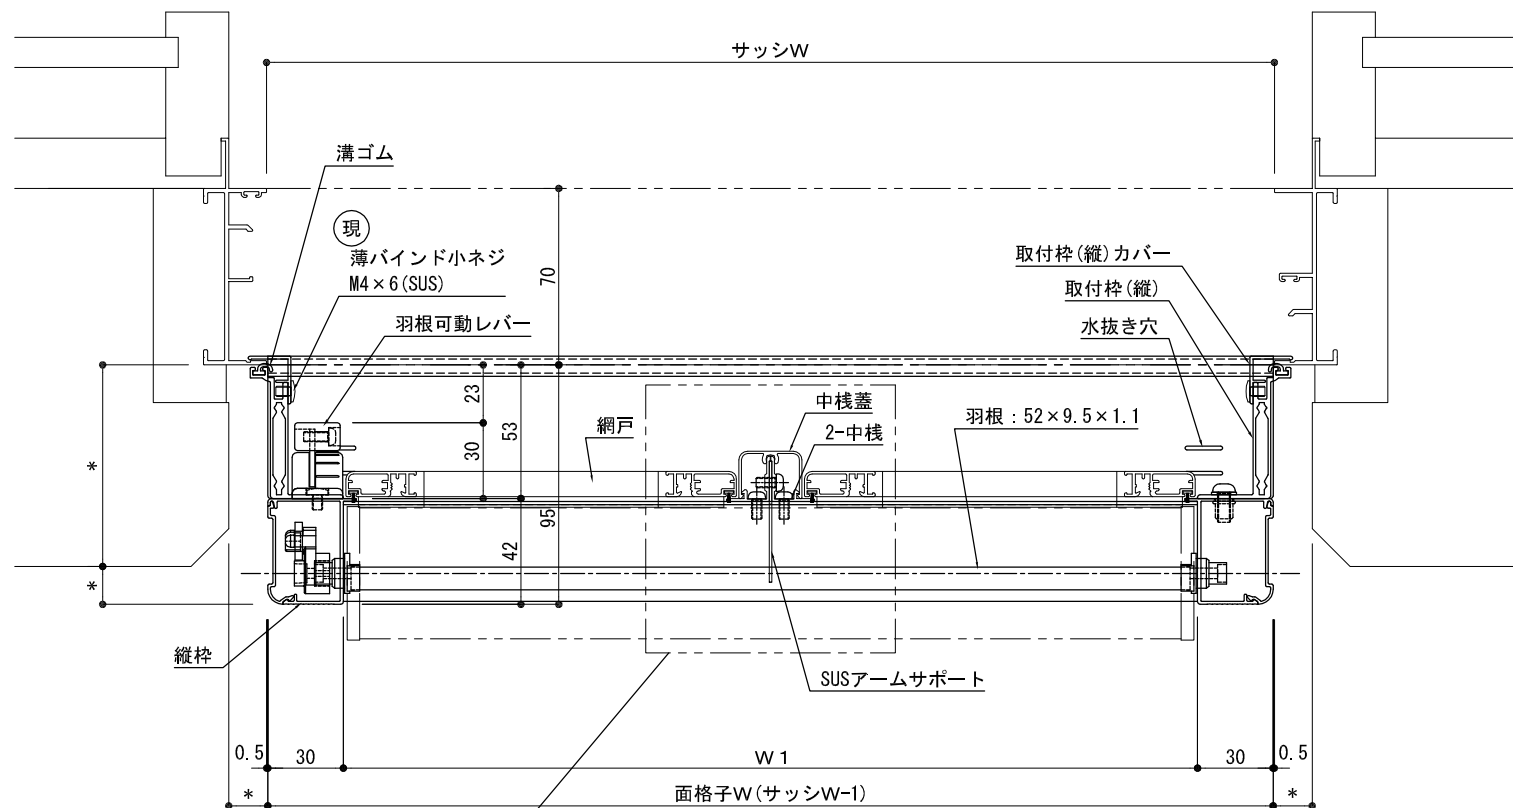 サッシW
溝ゴム
現
薄バインド小ネジ
M4×6(SUS)
羽根可動レバー
70
取付枠(縦)カバー
取付枠(縦)
水抜き穴
23
30
53
網戸
中桟蓋
2-中桟
羽根：52×9.5×1.1
*
*
95
42
縦枠
SUSアームサポート
0.5
30
W1
30
0.5
*
面格子W(サッシW-1)
*